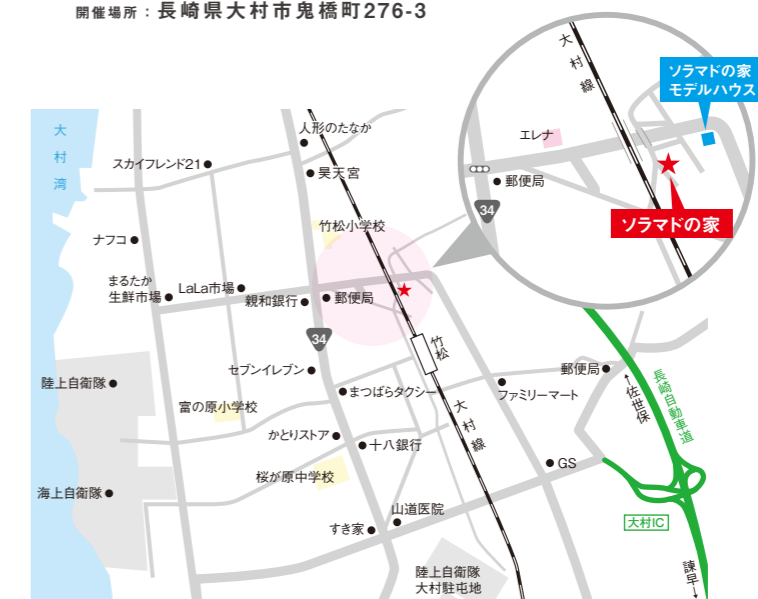 開催場所：長崎県大村市鬼橋町276-3
大村線
ソラマドの家
モデルハウス
エレナ
郵便局
34
ソラマドの家
大村湾
人形のたなか
スカイフレンド21
昊天宮
竹松小学校
ナフコ
まるたか
生鮮市場
LaLa市場
親和銀行
郵便局
34
竹松
セブンイレブン
郵便局
陸上自衛隊
まつばらタクシー
ファミリーマート
←佐世保
長崎自動車道
富の原小学校
大村線
かとりストア
十八銀行
GS
桜が原中学校
海上自衛隊
山道医院
すき家
大村IC
陸上自衛隊
大村駐屯地
諫早→